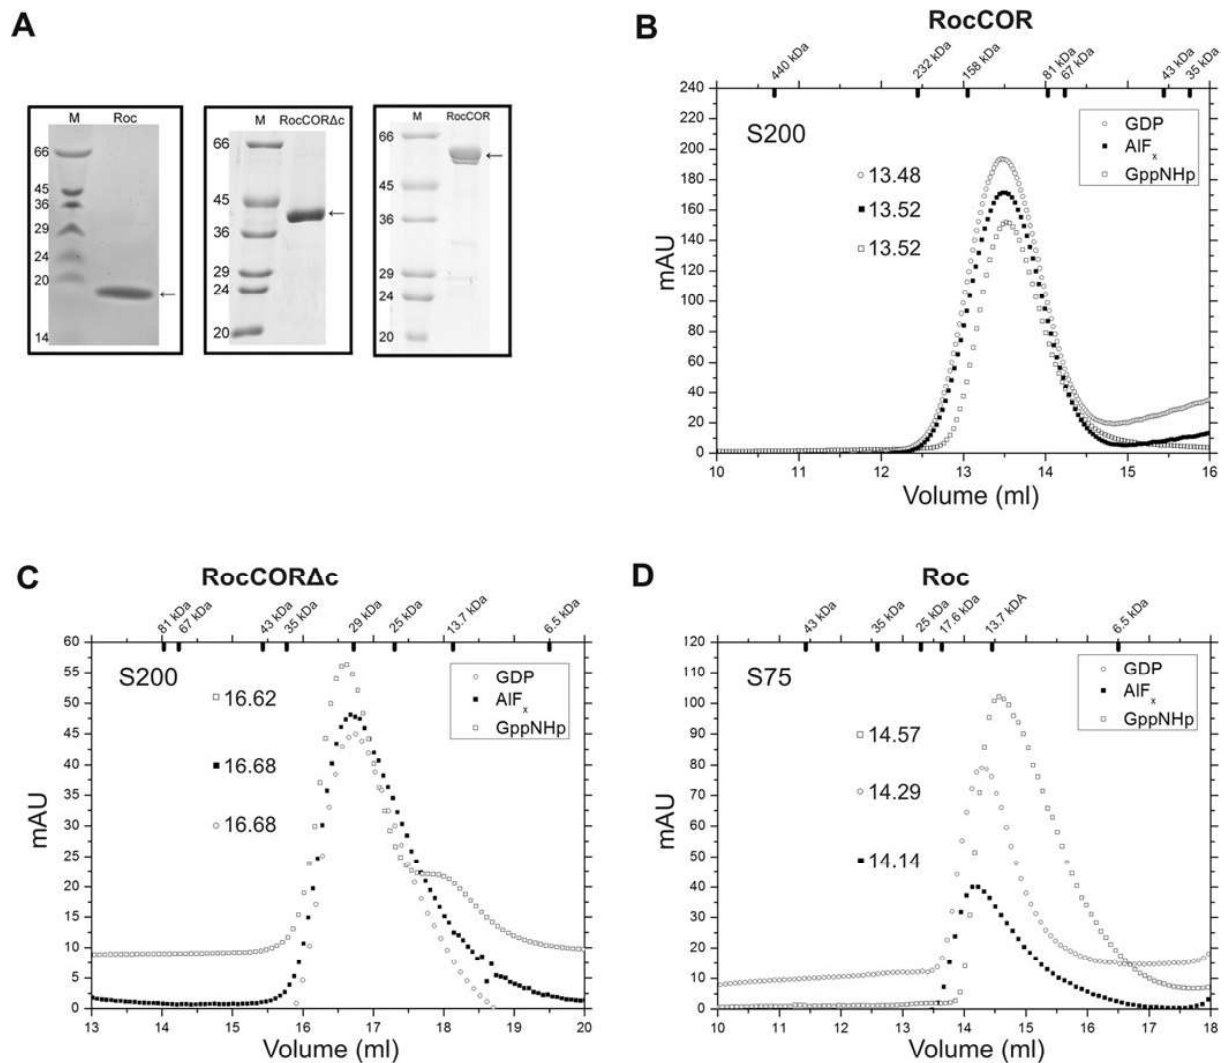 A
M Roc
66
45
36
29
24
20
14
M RocCORΔc
66
45
36
29
24
20
M RocCOR
66
45
36
29
24
20
B
RocCOR
440 kDa 232 kDa 158 kDa 81 kDa 67 kDa 43 kDa 35 kDa
S200
GDP
AlFx
GppNHp
13.48
13.52
13.52
240
220
200
180
160
140
120
100
80
60
40
20
0
mAU
10 11 12 13 14 15 16
Volume (ml)
C
RocCORΔc
81 kDa 67 kDa 43 kDa 35 kDa 29 kDa 25 kDa 13.7 kDa 6.5 kDa
S200
GDP
AlFx
GppNHp
16.62
16.68
16.68
60
55
50
45
40
35
30
25
20
15
10
5
0
mAU
13 14 15 16 17 18 19 20
Volume (ml)
D
Roc
43 kDa 35 kDa 25 kDa 17.6 kDa 13.7 kDA 6.5 kDa
S75
GDP
AlFx
GppNHp
14.57
14.29
14.14
120
110
100
90
80
70
60
50
40
30
20
10
0
mAU
10 11 12 13 14 15 16 17 18
Volume (ml)